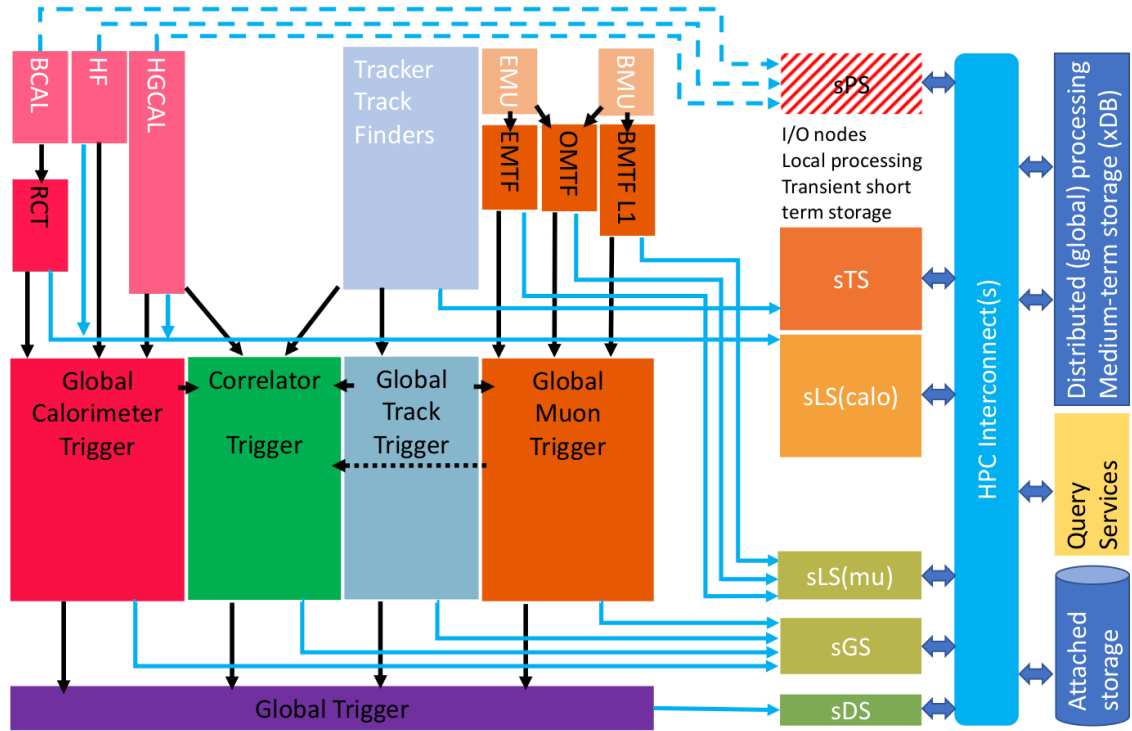 BCAL
HF
HGCAL
Tracker
Track
Finders
EMU
BMU
sPS
RCT
EMTF
OMTF
BMTF L1
I/O nodes
Local processing
Transient short
term storage
sTS
sLS(calo)
Global
Calorimeter
Trigger
Correlator
Trigger
Global
Track
Trigger
Global
Muon
Trigger
sLS(mu)
sGS
Global Trigger
sDS
HPC Interconnect(s)
Distributed (global) processing
Medium-term storage (xDB)
Query
Services
Attached
storage